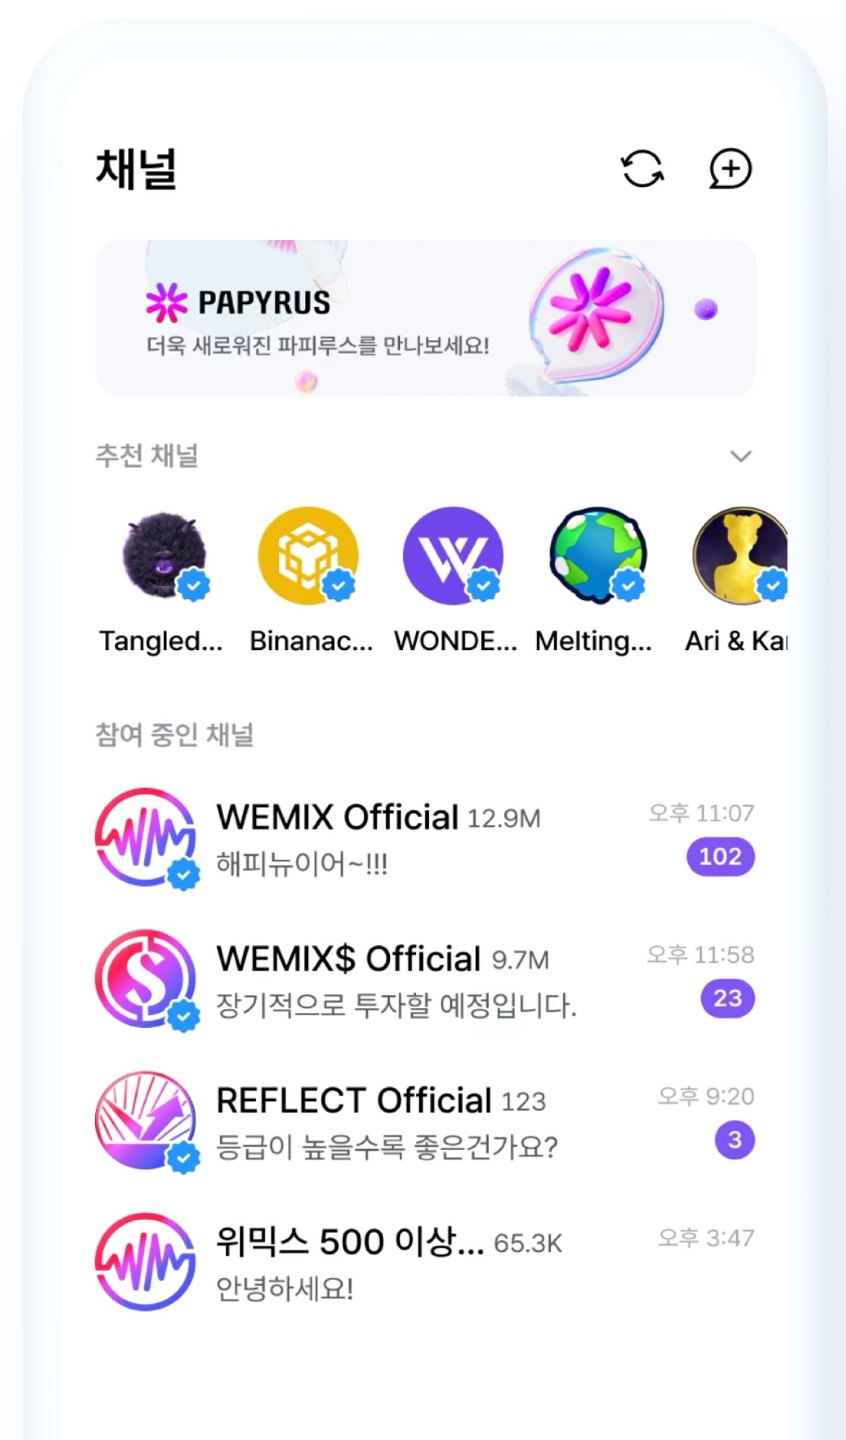 채널
PAPYRUS
더욱 새로워진 파피루스를 만나보세요!
추천 채널
Tangled... Binanac... WONDE... Melting... Ari & Kar
참여 중인 채널
WEMIX Official 12.9M 오후 11:07
해피뉴이어~!!! 102
WEMIX$ Official 9.7M 오후 11:58
장기적으로 투자할 예정입니다. 23
REFLECT Official 123 오후 9:20
등급이 높을수록 좋은건가요? 3
위믹스 500 이상... 65.3K 오후 3:47
안녕하세요!